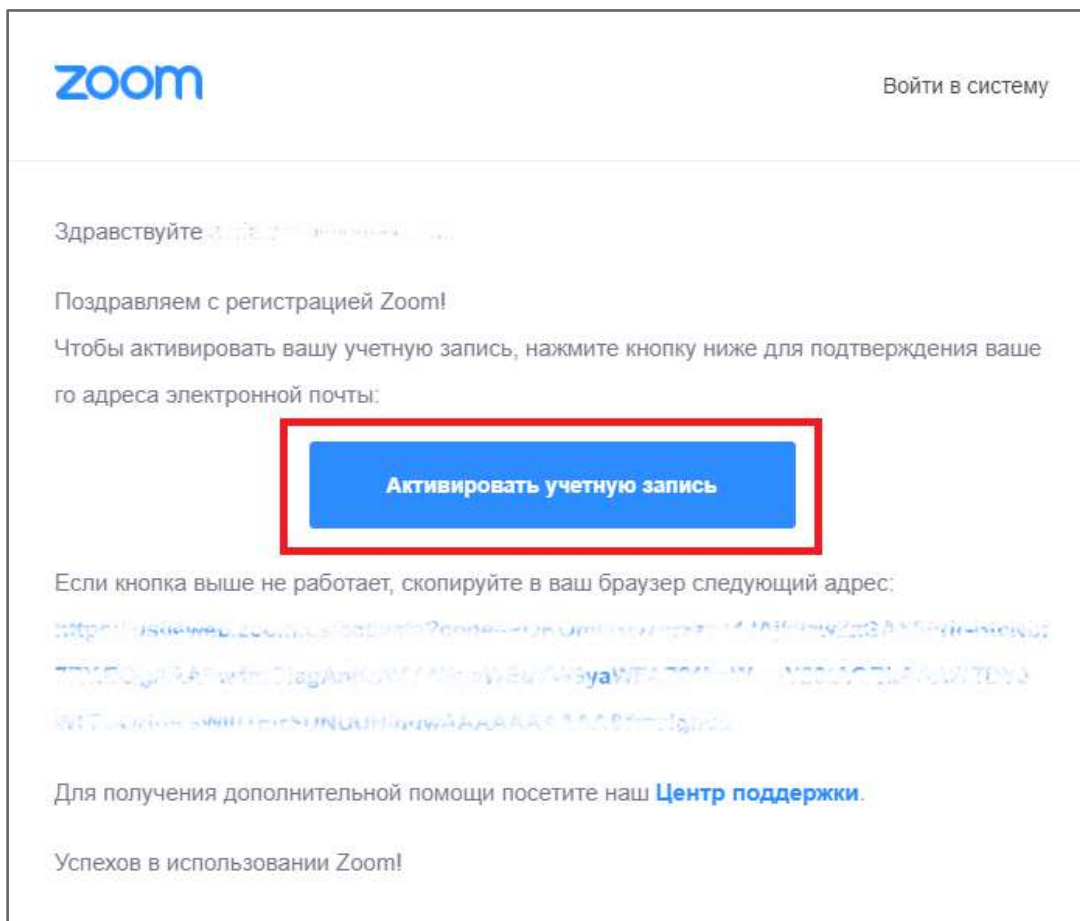 zoom
Войти в систему
Здравствуйте
Поздравляем с регистрацией Zoom!
Чтобы активировать вашу учетную запись, нажмите кнопку ниже для подтверждения ваше
го адреса электронной почты:
Активировать учетную запись
Если кнопка выше не работает, скопируйте в ваш браузер следующий адрес:
Для получения дополнительной помощи посетите наш Центр поддержки.
Успехов в использовании Zoom!